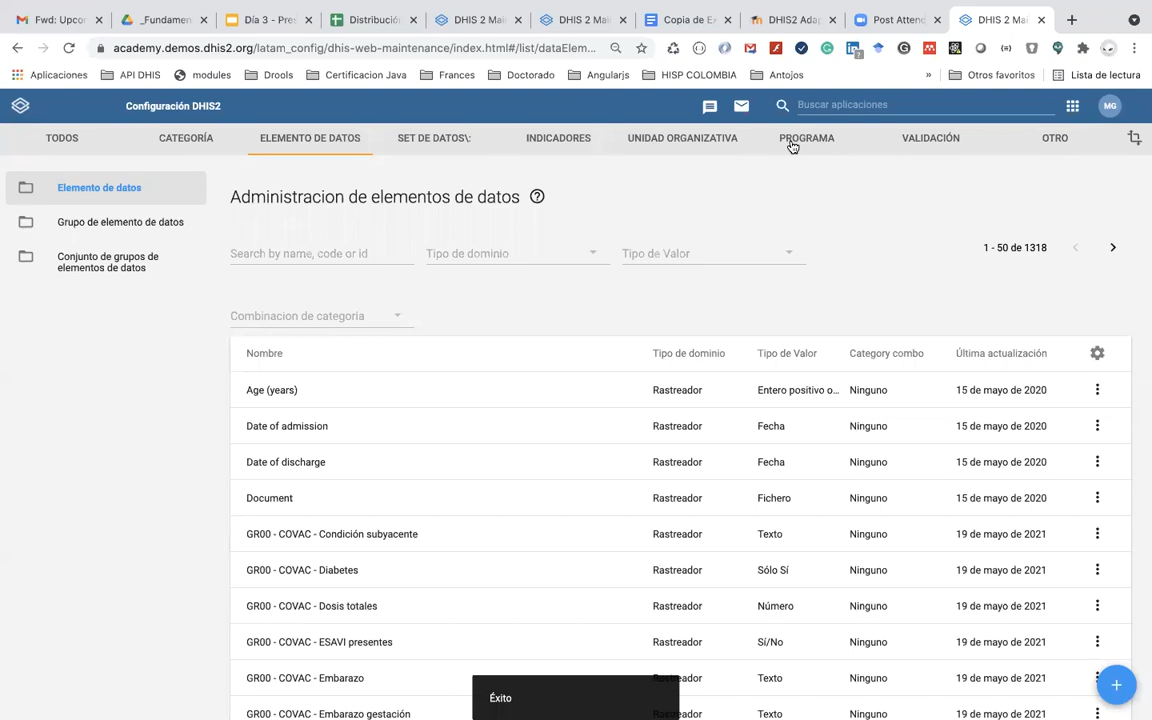 Fwd: Upcom
_Fundamen
Día 3 - Pres
Distribució
DHIS 2 Mai
DHIS 2 Mai
Copia de Ex
DHIS2 Adap
Post Attend
DHIS 2 Mai
academy.demos.dhis2.org/latam_config/dhis-web-maintenance/index.html#/list/dataElem...
Aplicaciones
API DHIS
modules
Drools
Certificacion Java
Frances
Doctorado
Angularjs
HISP COLOMBIA
Antojos
»
Otros favoritos
Lista de lectura
Configuración DHIS2
Buscar aplicaciones
MG
TODOS
CATEGORÍA
ELEMENTO DE DATOS
SET DE DATOS\:
INDICADORES
UNIDAD ORGANIZATIVA
PROGRAMA
VALIDACIÓN
OTRO
Elemento de datos
Grupo de elemento de datos
Conjunto de grupos de
elementos de datos
Administracion de elementos de datos
Search by name, code or id
Tipo de dominio
Tipo de Valor
1 - 50 de 1318
Combinacion de categoria
Nombre
Tipo de dominio
Tipo de Valor
Category combo
Última actualización
Age (years)
Rastreador
Entero positivo o...
Ninguno
15 de mayo de 2020
Date of admission
Rastreador
Fecha
Ninguno
15 de mayo de 2020
Date of discharge
Rastreador
Fecha
Ninguno
15 de mayo de 2020
Document
Rastreador
Fichero
Ninguno
15 de mayo de 2020
GR00 - COVAC - Condición subyacente
Rastreador
Texto
Ninguno
19 de mayo de 2021
GR00 - COVAC - Diabetes
Rastreador
Sólo Sí
Ninguno
19 de mayo de 2021
GR00 - COVAC - Dosis totales
Rastreador
Número
Ninguno
19 de mayo de 2021
GR00 - COVAC - ESAVI presentes
Rastreador
Sí/No
Ninguno
19 de mayo de 2021
GR00 - COVAC - Embarazo
Rastreador
Texto
Ninguno
19 de mayo de 2021
Éxito
GR00 - COVAC - Embarazo gestación
Rastreador
Texto
Ninguno
19 de mayo de 2021